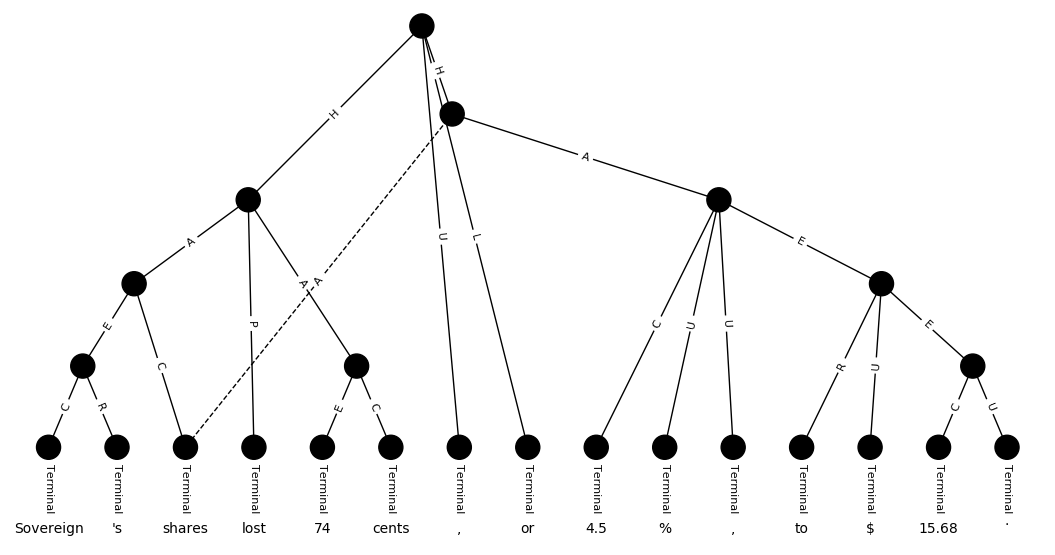 H
H
A
U
L
A
E
A
A
P
C
U
U
E
E
C
R
U
C
R
E
C
C
U
Terminal Terminal Terminal Terminal Terminal Terminal Terminal Terminal Terminal Terminal Terminal Terminal Terminal Terminal Terminal
Sovereign 's shares lost 74 cents , or 4.5 % , to $ 15.68 .